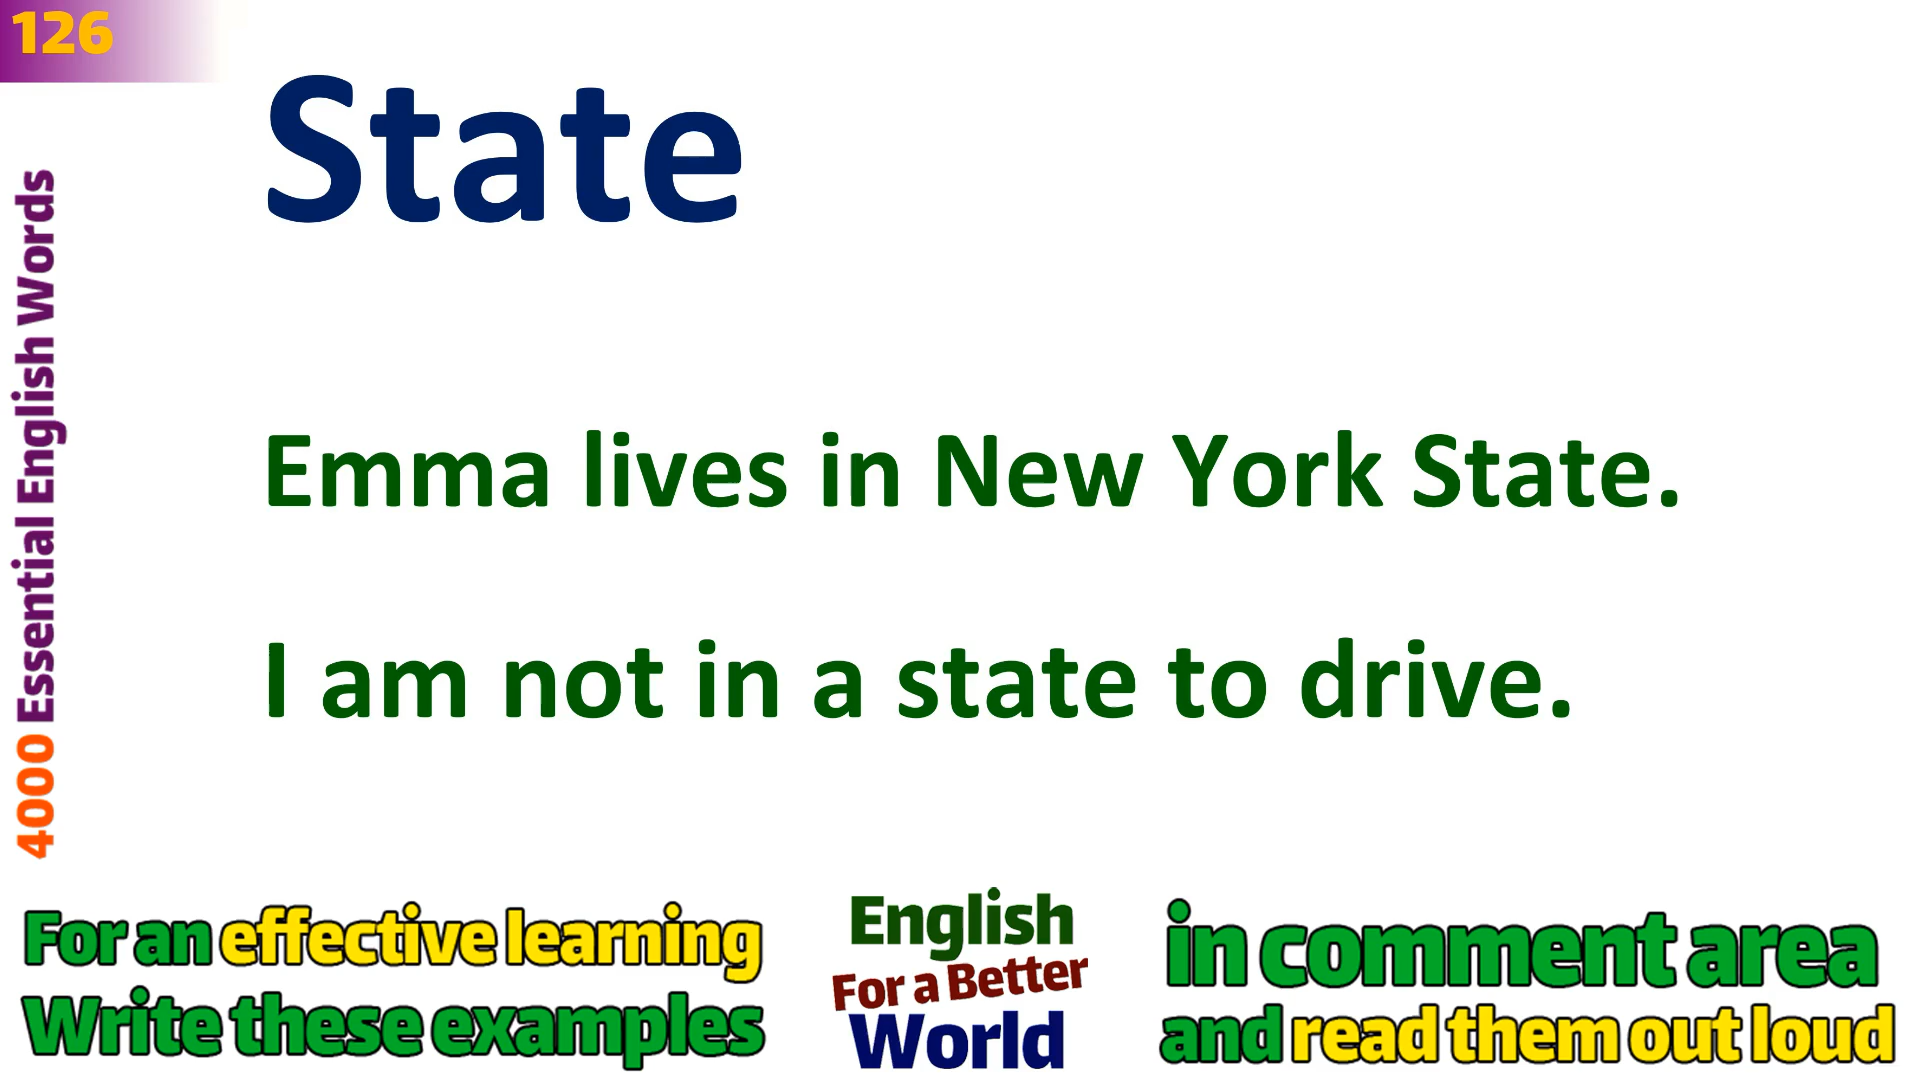 126
State
4000 Essential English Words
Emma lives in New York State.
I am not in a state to drive.
For an effective learning
Write these examples
English
For a Better
World
in comment area
and read them out loud